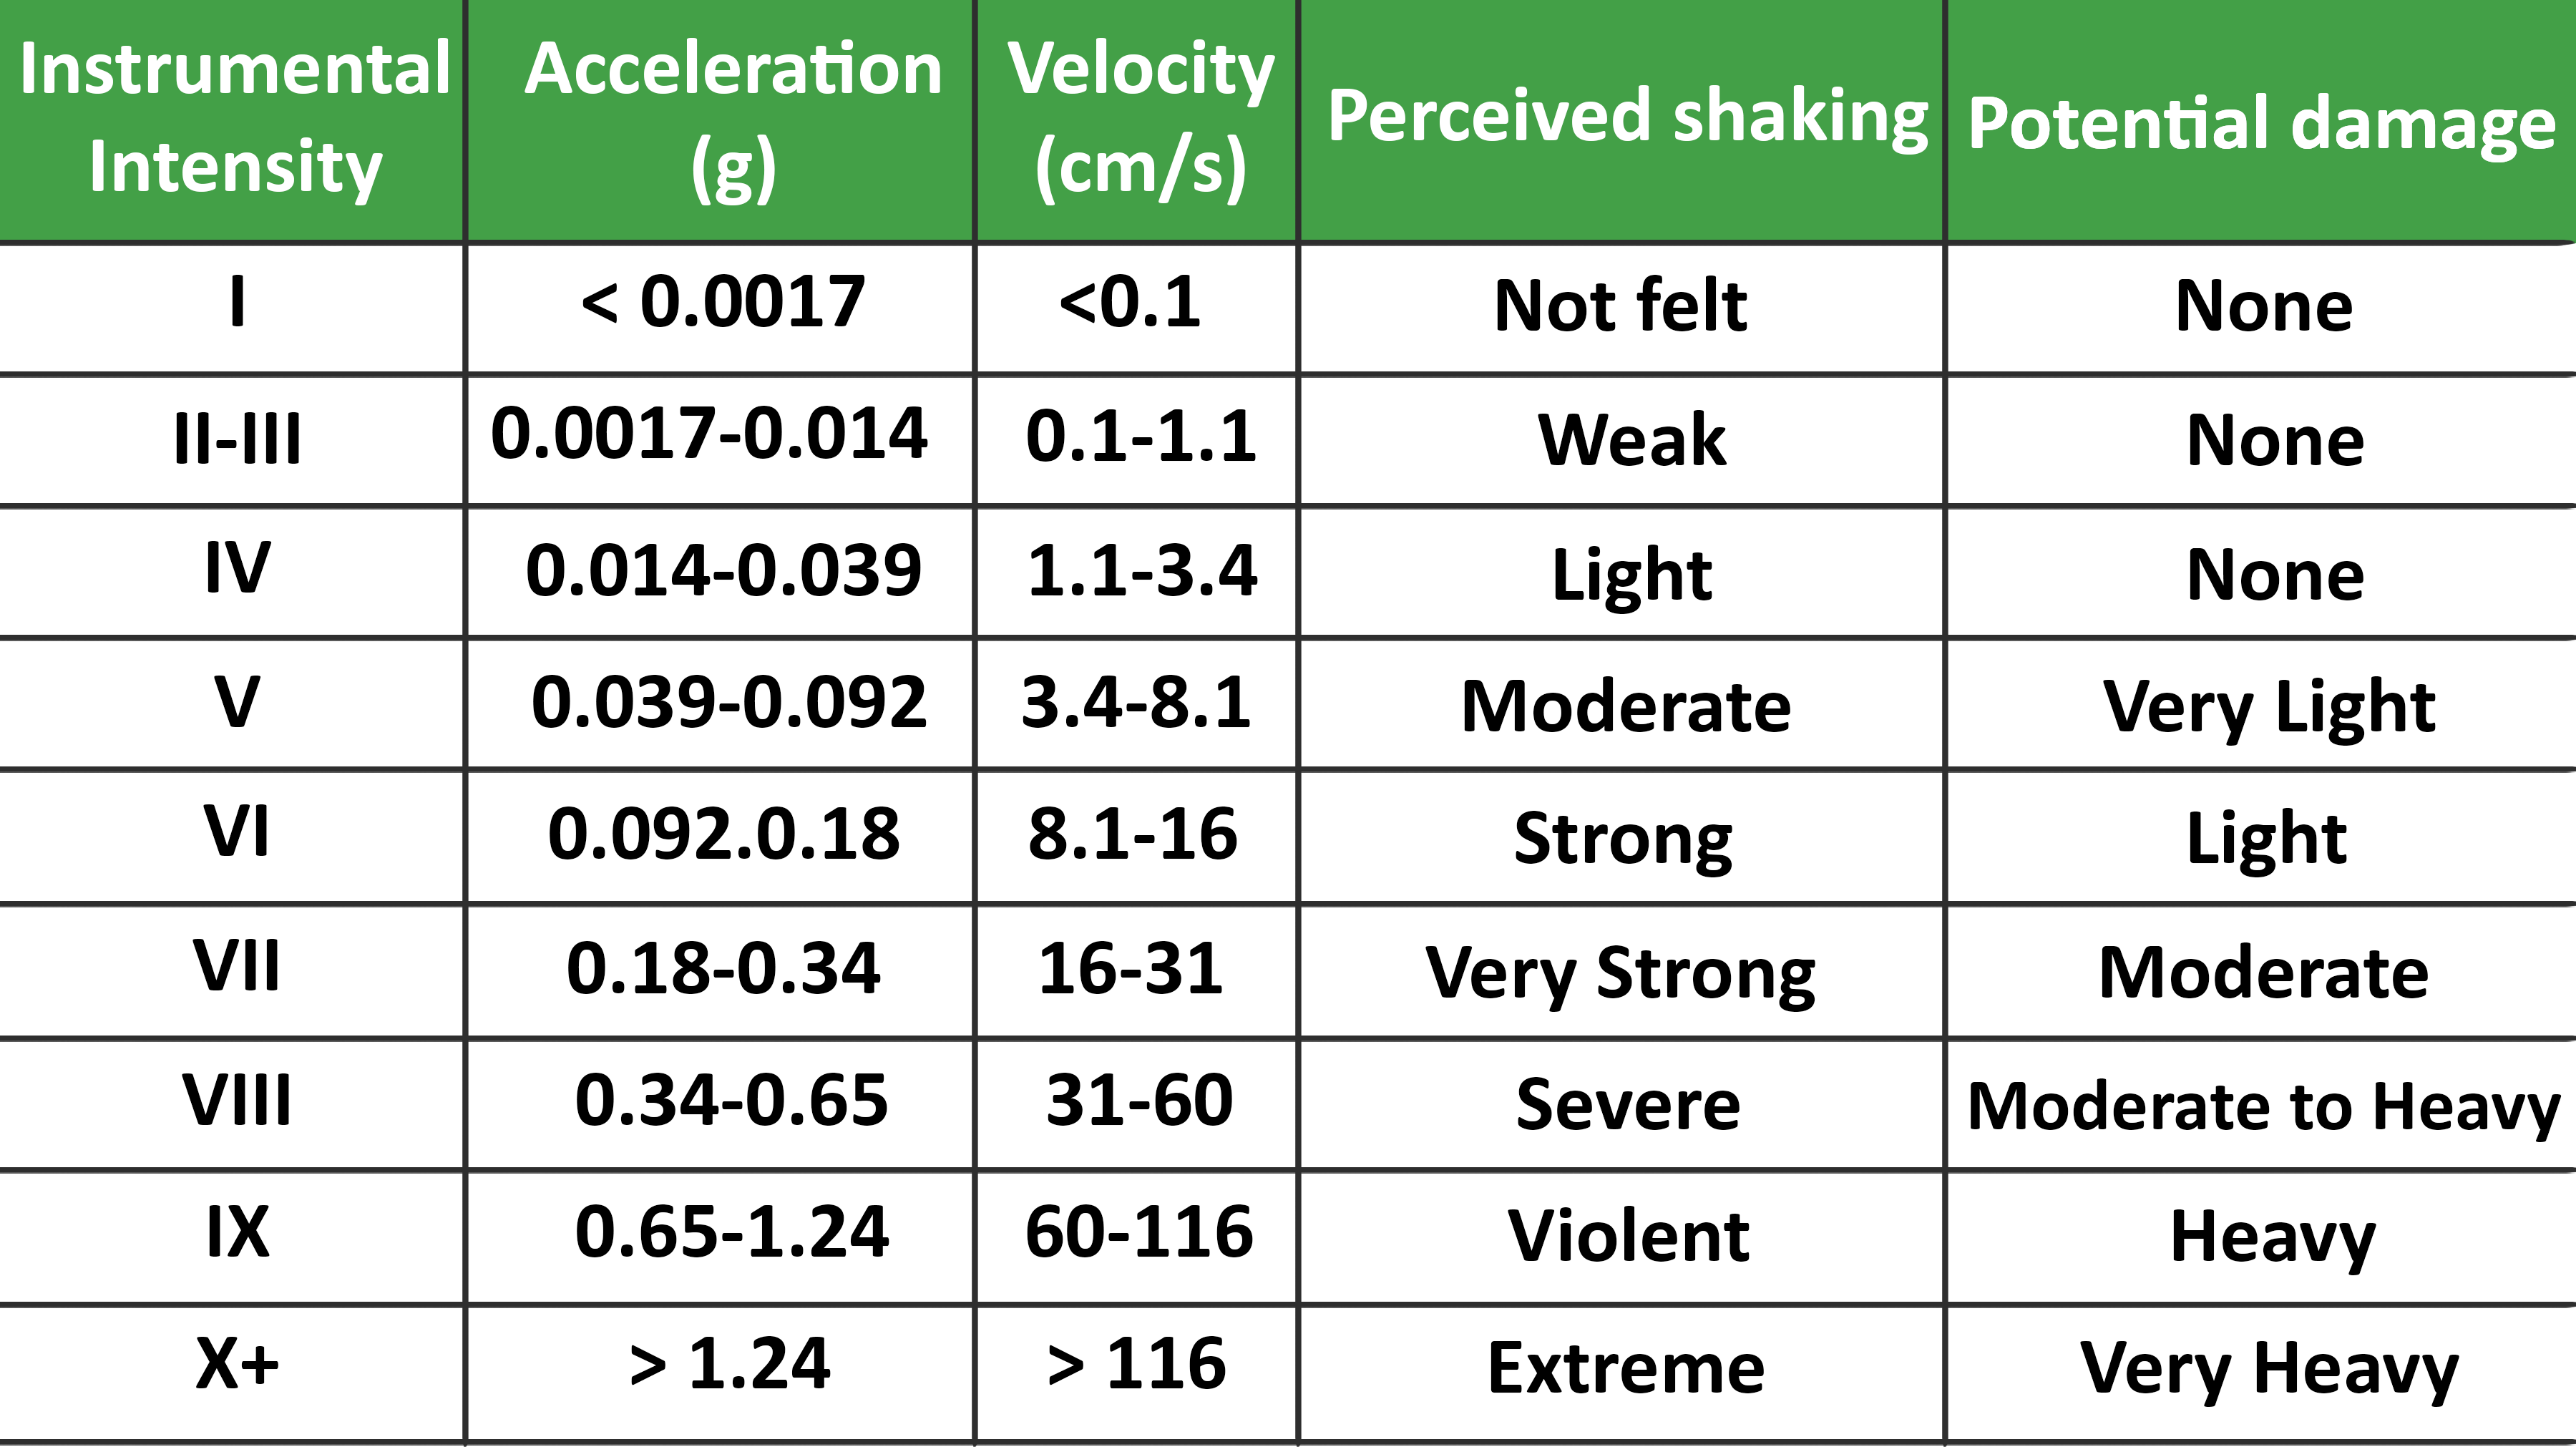 Instrumental Intensity Acceleration (g) Velocity (cm/s) Perceived shaking Potential damage
I < 0.0017 <0.1 Not felt None
II-III 0.0017-0.014 0.1-1.1 Weak None
IV 0.014-0.039 1.1-3.4 Light None
V 0.039-0.092 3.4-8.1 Moderate Very Light
VI 0.092.0.18 8.1-16 Strong Light
VII 0.18-0.34 16-31 Very Strong Moderate
VIII 0.34-0.65 31-60 Severe Moderate to Heavy
IX 0.65-1.24 60-116 Violent Heavy
X+ > 1.24 > 116 Extreme Very Heavy